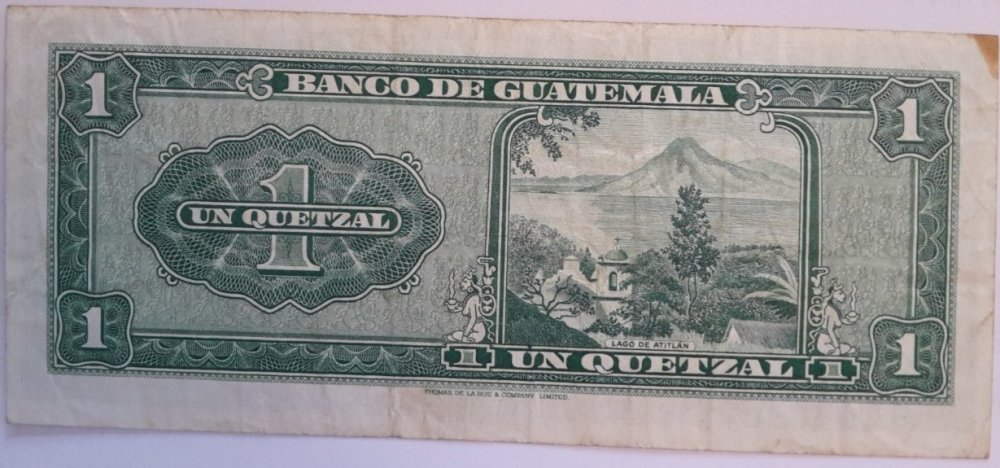 1
BANCO DE GUATEMALA
1
1
UN QUETZAL
LAGO DE ATITLÁN
1
1 UN QUETZAL 1
1
THOMAS DE LA RUE & COMPANY, LIMITED.